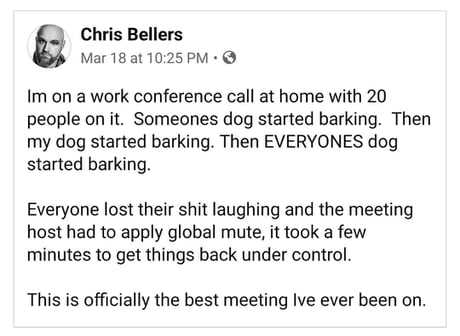 Chris Bellers
Mar 18 at 10:25 PM •
Im on a work conference call at home with 20
people on it.  Someones dog started barking.  Then
my dog started barking. Then EVERYONES dog
started barking.
Everyone lost their shit laughing and the meeting
host had to apply global mute, it took a few
minutes to get things back under control.
This is officially the best meeting Ive ever been on.